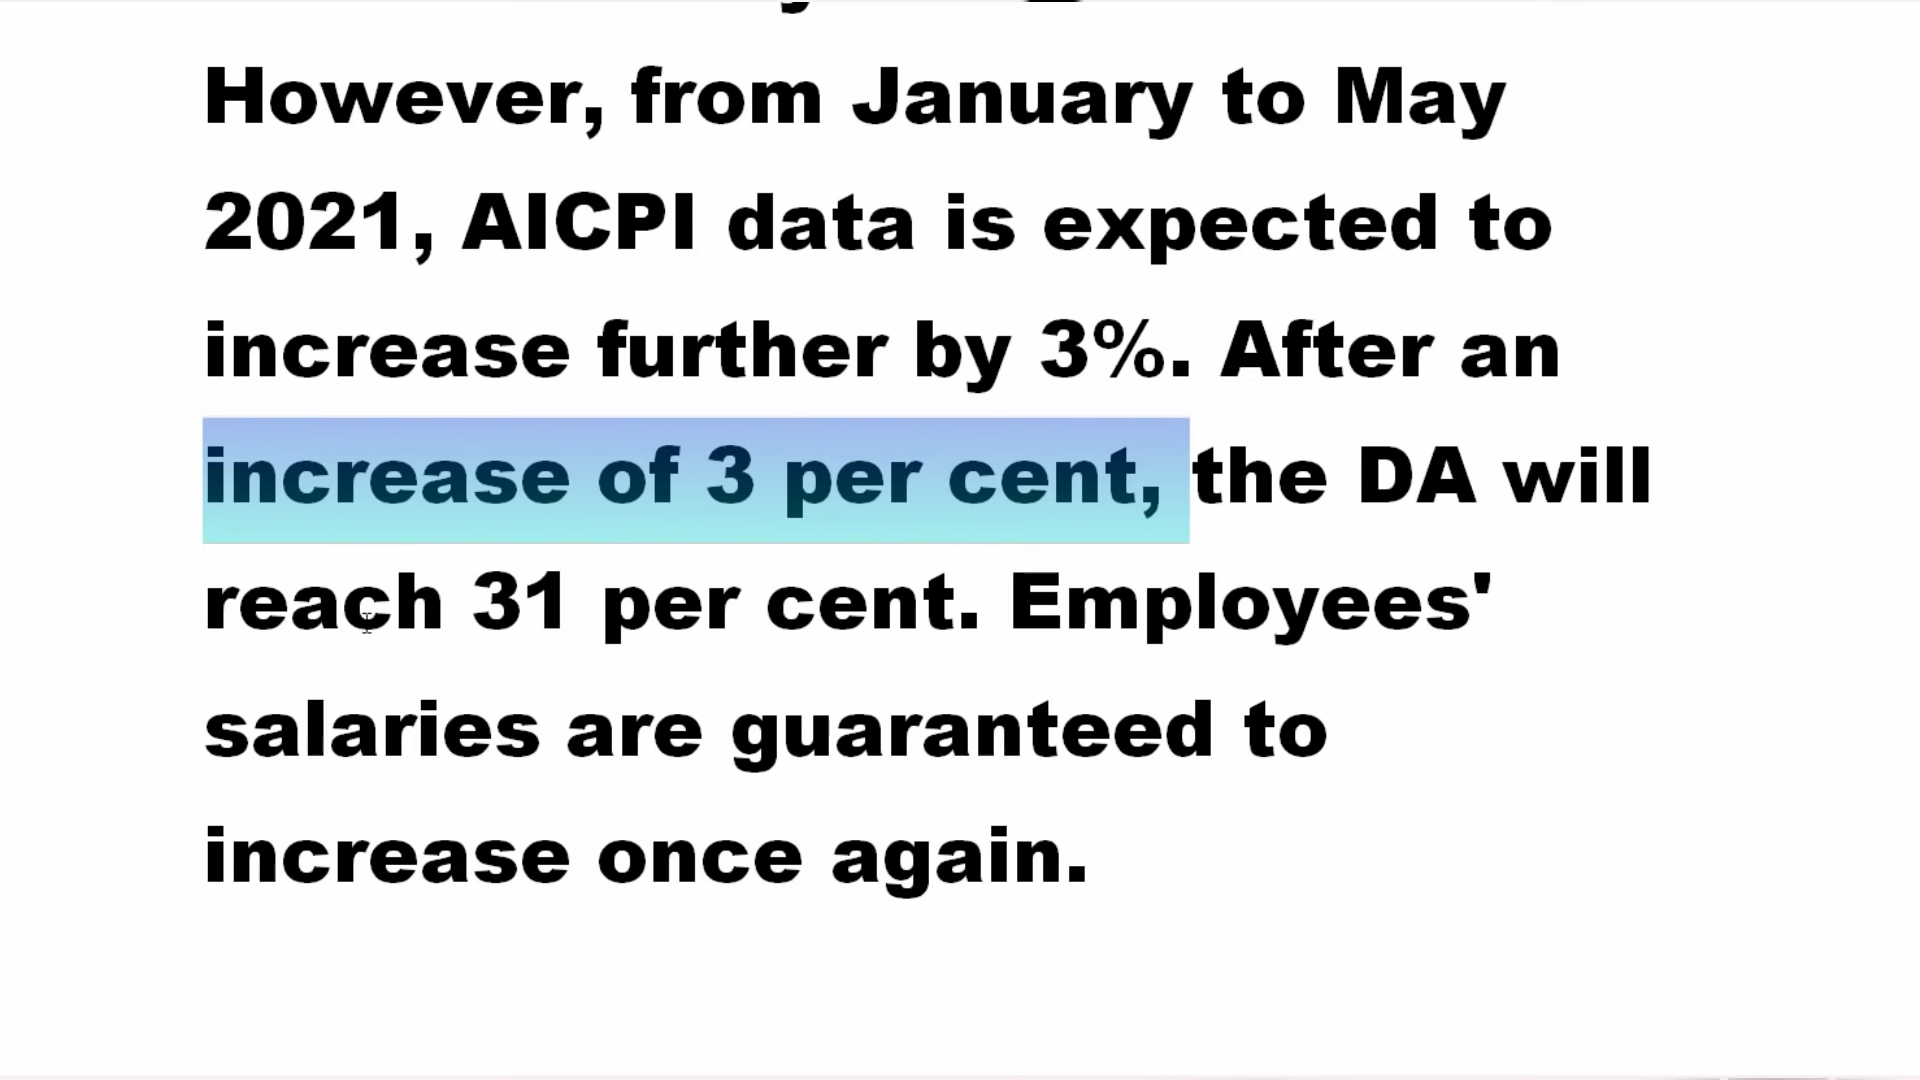 However, from January to May
2021, AICPI data is expected to
increase further by 3%. After an
increase of 3 per cent, the DA will
reach 31 per cent. Employees'
salaries are guaranteed to
increase once again.